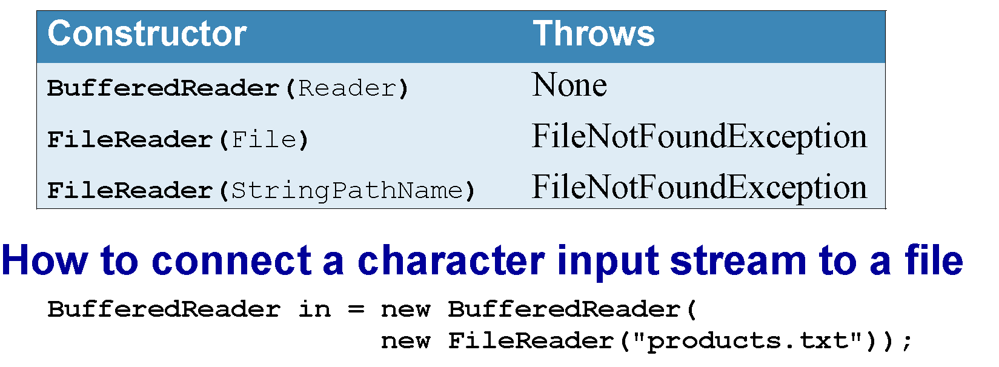 Constructor Throws
BufferedReader(Reader) None
FileReader(File) FileNotFoundException
FileReader(StringPathName) FileNotFoundException
How to connect a character input stream to a file
BufferedReader in = new BufferedReader(
new FileReader("products.txt"));